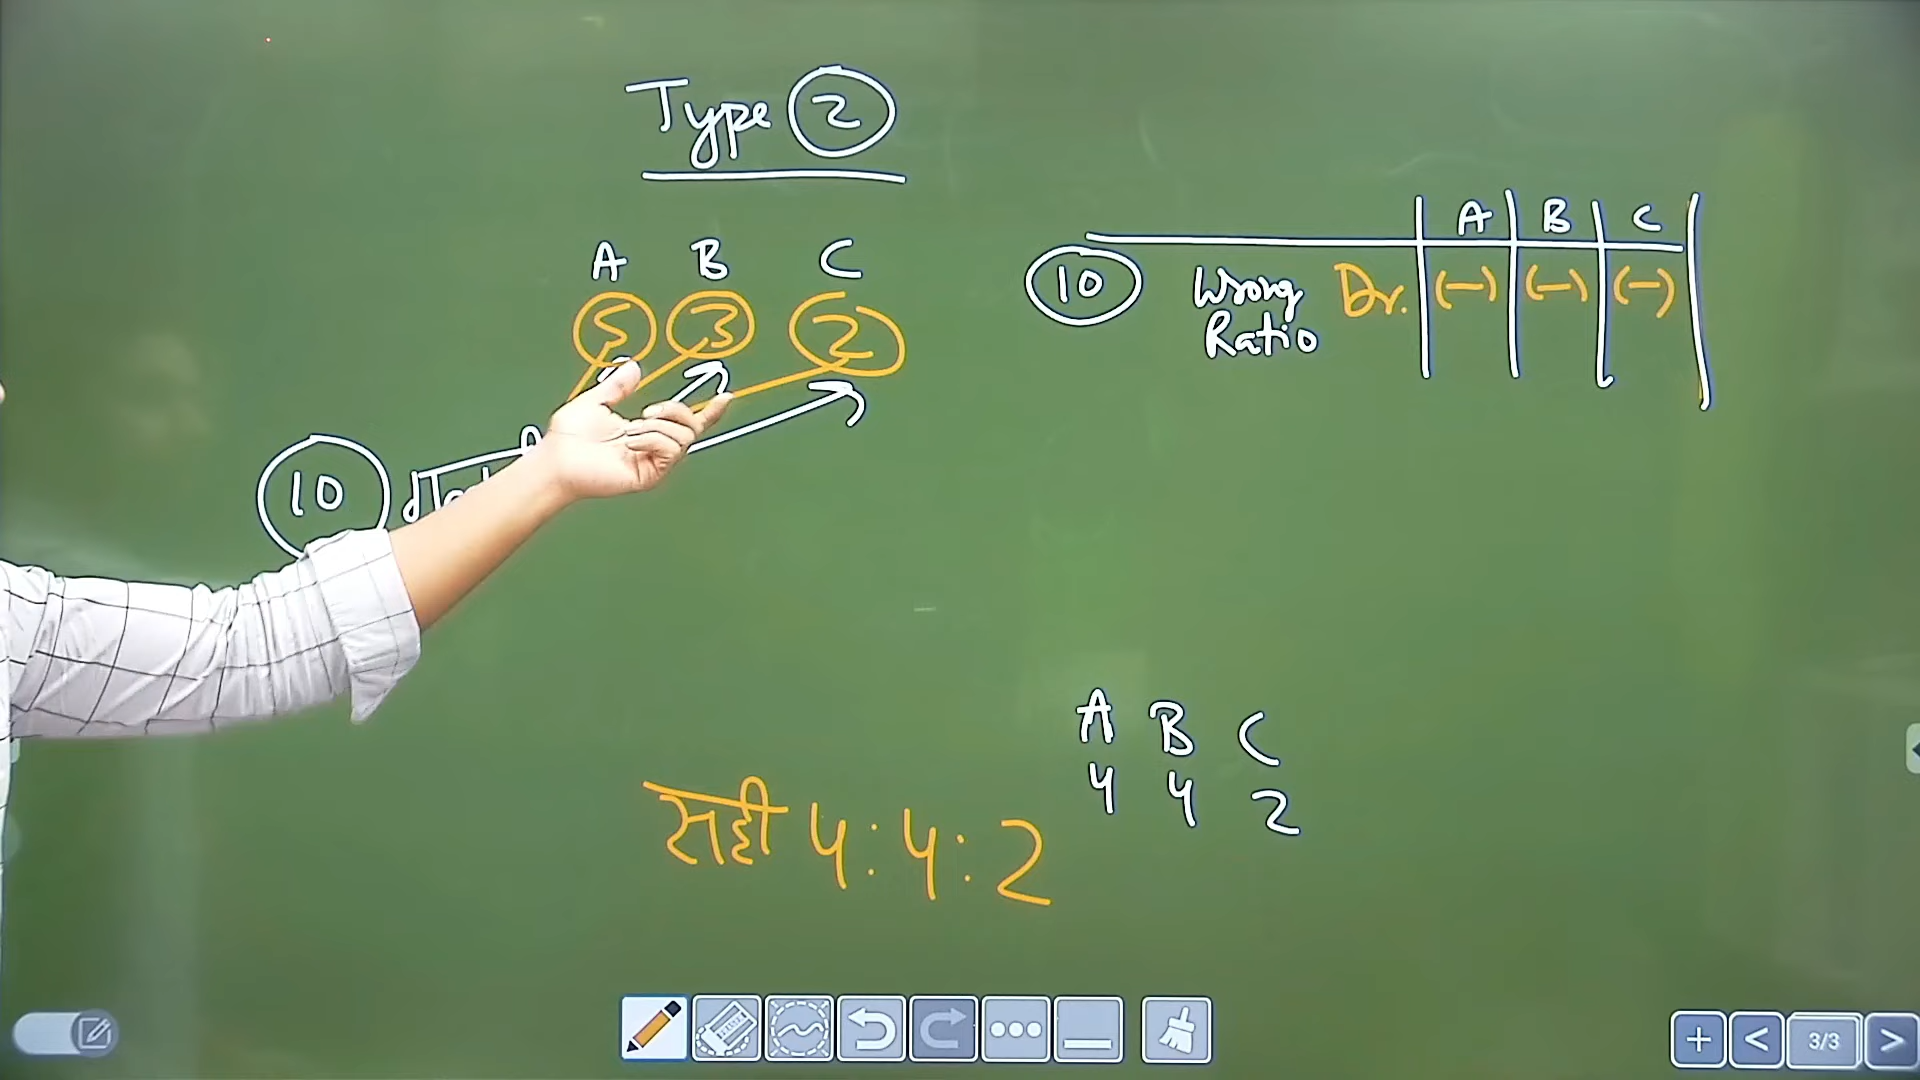 Type 2
A B C
5 3 2
10
A B C
10 Wrong Dr. (-) (-) (-)
Ratio
A B C
4 4 2
सही 4:4:2
3/3